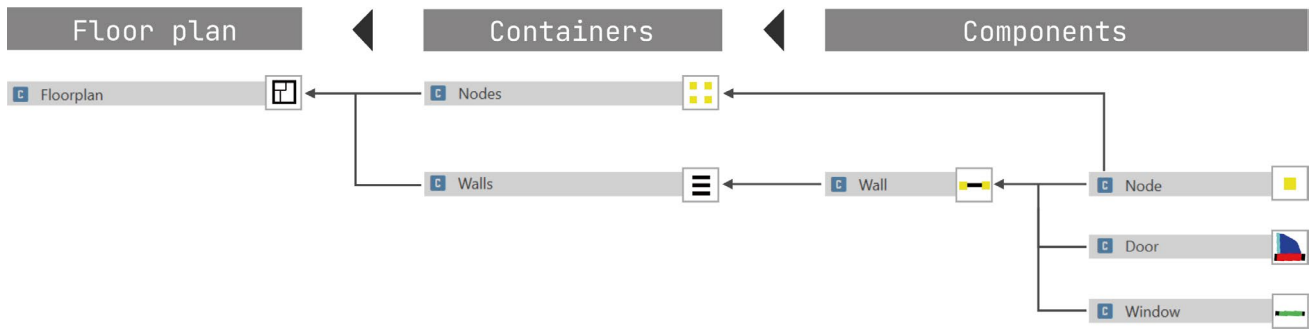 Floor plan Containers Components
C Floorplan C Nodes
C Walls C Wall C Node
C Door
C Window